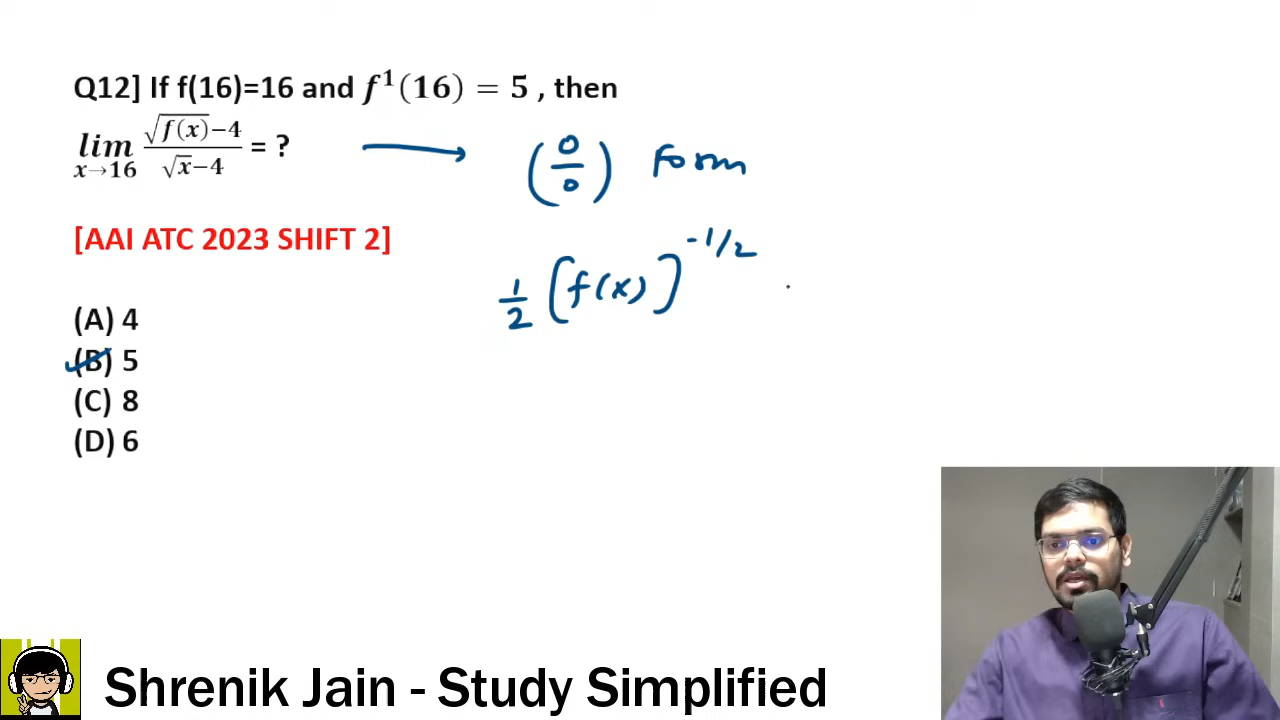 Q12] If f(16)=16 and f¹(16) = 5 , then
lim x→16 √f(x)−4 / √x−4 = ?
(0/0) Form
[AAI ATC 2023 SHIFT 2]
1/2 [f(x)]^-1/2
(A) 4
(B) 5
(C) 8
(D) 6
Shrenik Jain - Study Simplified